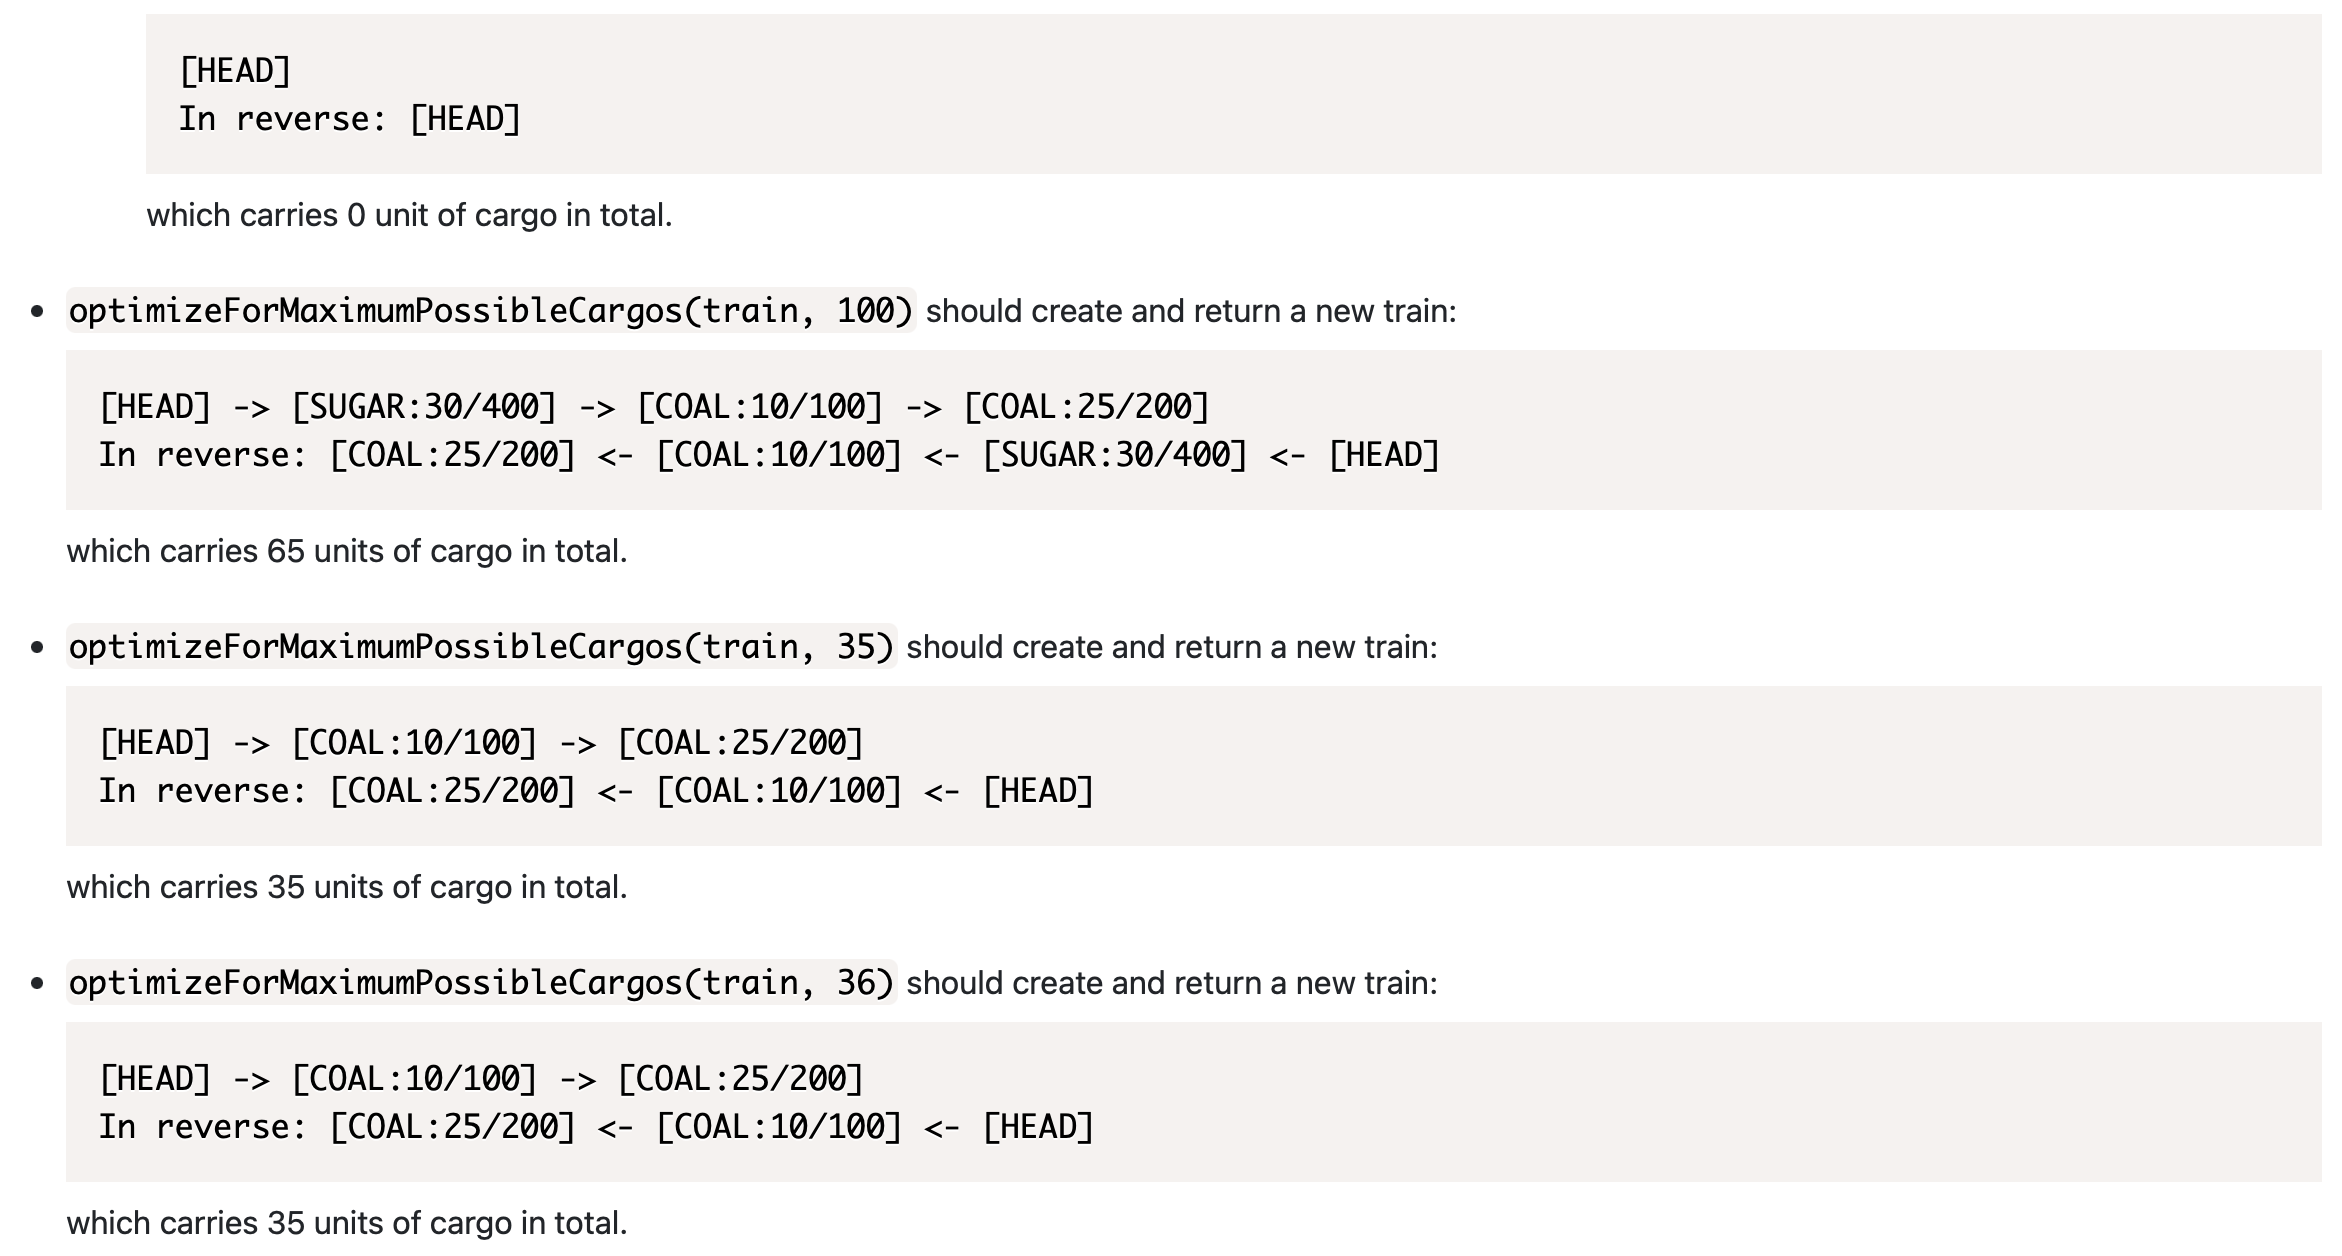 [HEAD]
In reverse: [HEAD]
which carries 0 unit of cargo in total.
optimizeForMaximumPossibleCargos(train, 100) should create and return a new train:
[HEAD] -> [SUGAR:30/400] -> [COAL:10/100] -> [COAL:25/200]
In reverse: [COAL:25/200] <- [COAL:10/100] <- [SUGAR:30/400] <- [HEAD]
which carries 65 units of cargo in total.
optimizeForMaximumPossibleCargos(train, 35) should create and return a new train:
[HEAD] -> [COAL:10/100] -> [COAL:25/200]
In reverse: [COAL:25/200] <- [COAL:10/100] <- [HEAD]
which carries 35 units of cargo in total.
optimizeForMaximumPossibleCargos(train, 36) should create and return a new train:
[HEAD] -> [COAL:10/100] -> [COAL:25/200]
In reverse: [COAL:25/200] <- [COAL:10/100] <- [HEAD]
which carries 35 units of cargo in total.